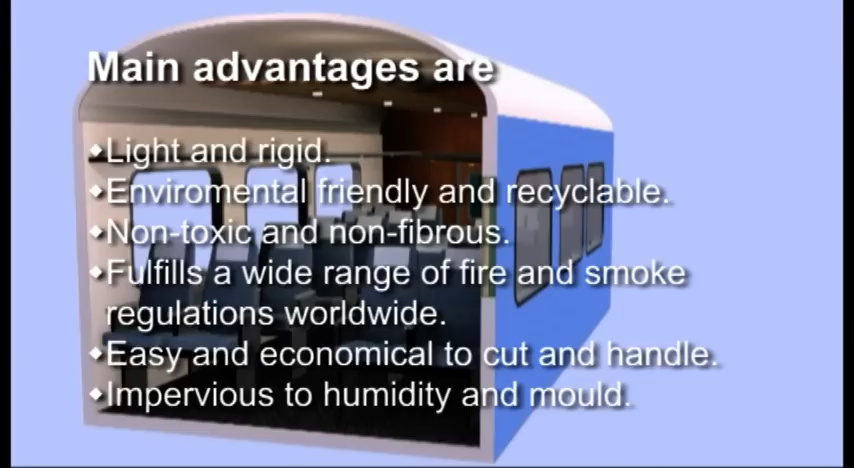 Main advantages are
•Light and rigid.
•Enviromental friendly and recyclable.
•Non-toxic and non-fibrous.
•Fulfills a wide range of fire and smoke
regulations worldwide.
•Easy and economical to cut and handle.
•Impervious to humidity and mould.